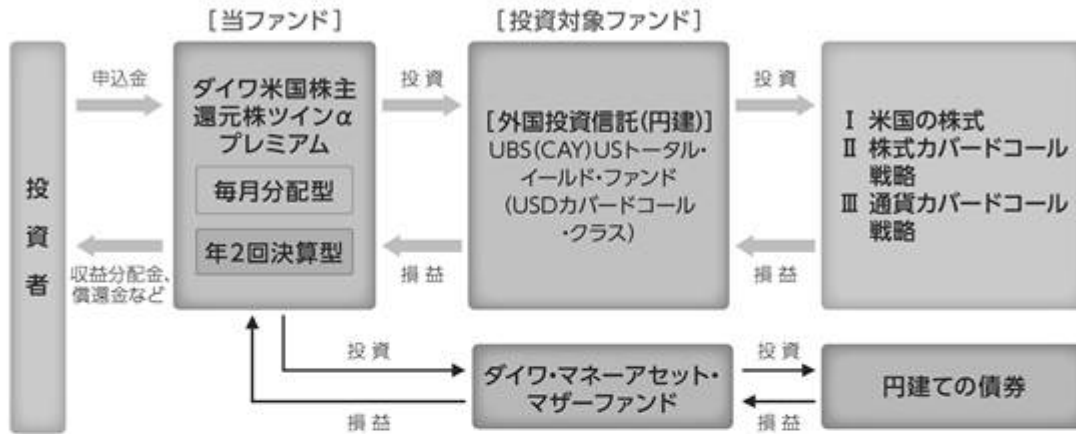 [当ファンド]
[投資対象ファンド]
投資者
申込金
収益分配金、
償還金など
ダイワ米国株主
還元株ツインα
プレミアム
毎月分配型
年2回決算型
投資
損益
[外国投資信託(円建)]
UBS(CAY)USトータル・
イールド・ファンド
(USDカバードコール
・クラス)
投資
損益
Ⅰ 米国の株式
Ⅱ 株式カバードコール
戦略
Ⅲ 通貨カバードコール
戦略
投資
損益
ダイワ・マネーアセット・
マザーファンド
投資
損益
円建ての債券